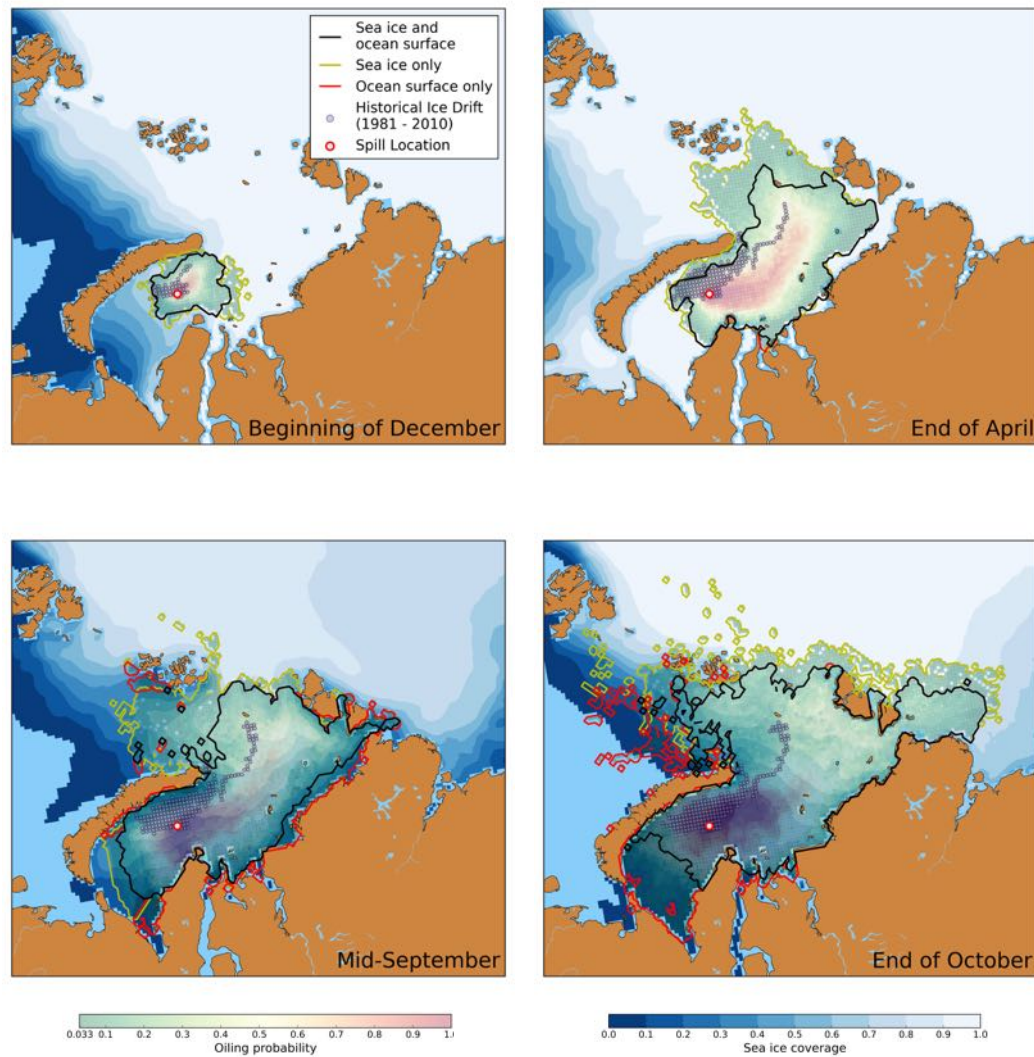 Sea ice and
ocean surface
Sea ice only
Ocean surface only
Historical Ice Drift
(1981 - 2010)
Spill Location
Beginning of December
End of April
Mid-September
End of October
0.033 0.1 0.2 0.3 0.4 0.5 0.6 0.7 0.8 0.9 1.
Oiling probability
0.0 0.1 0.2 0.3 0.4 0.5 0.6 0.7 0.8 0.9 1.0
Sea ice coverage